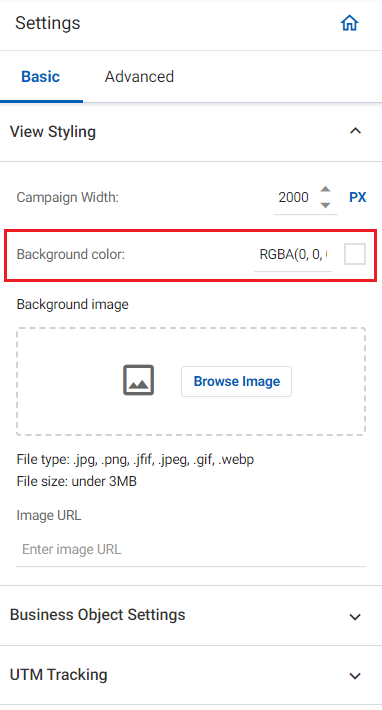 Settings
Basic Advanced
View Styling
Campaign Width: 2000 PX
Background color: RGBA(0, 0,
Background image
Browse Image
File type: .jpg, .png, .jfif, .jpeg, .gif, .webp
File size: under 3MB
Image URL
Enter image URL
Business Object Settings
UTM Tracking